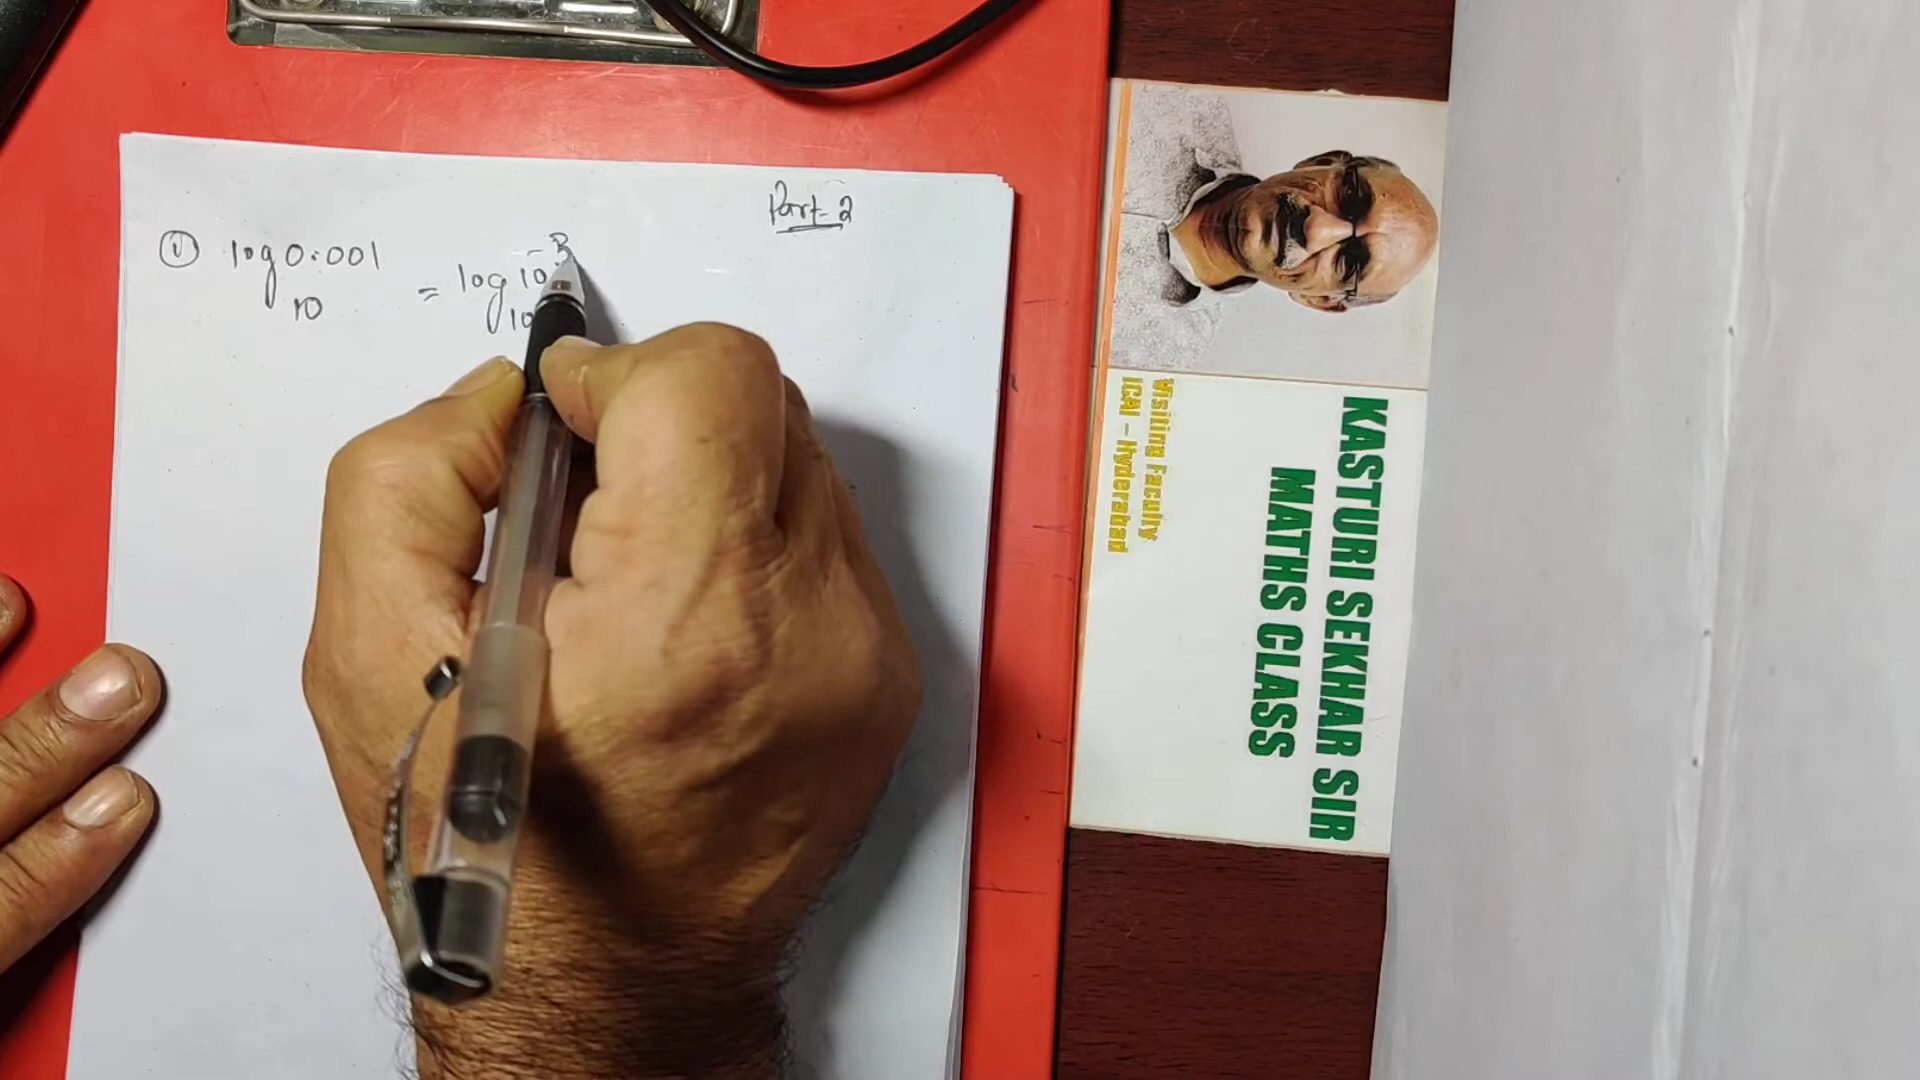 Part-2
① log 0.001
10
= log 10⁻³
10
KASTURI SEKHAR SIR
MATHS CLASS
Visiting Faculty
ICAI - Hyderabad